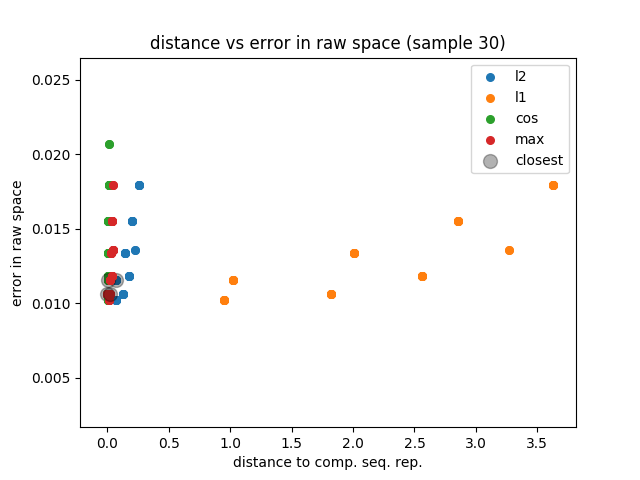 distance vs error in raw space (sample 30)
0.025
0.020
0.015
0.010
0.005
error in raw space
l2
l1
cos
max
closest
0.0 0.5 1.0 1.5 2.0 2.5 3.0 3.5
distance to comp. seq. rep.